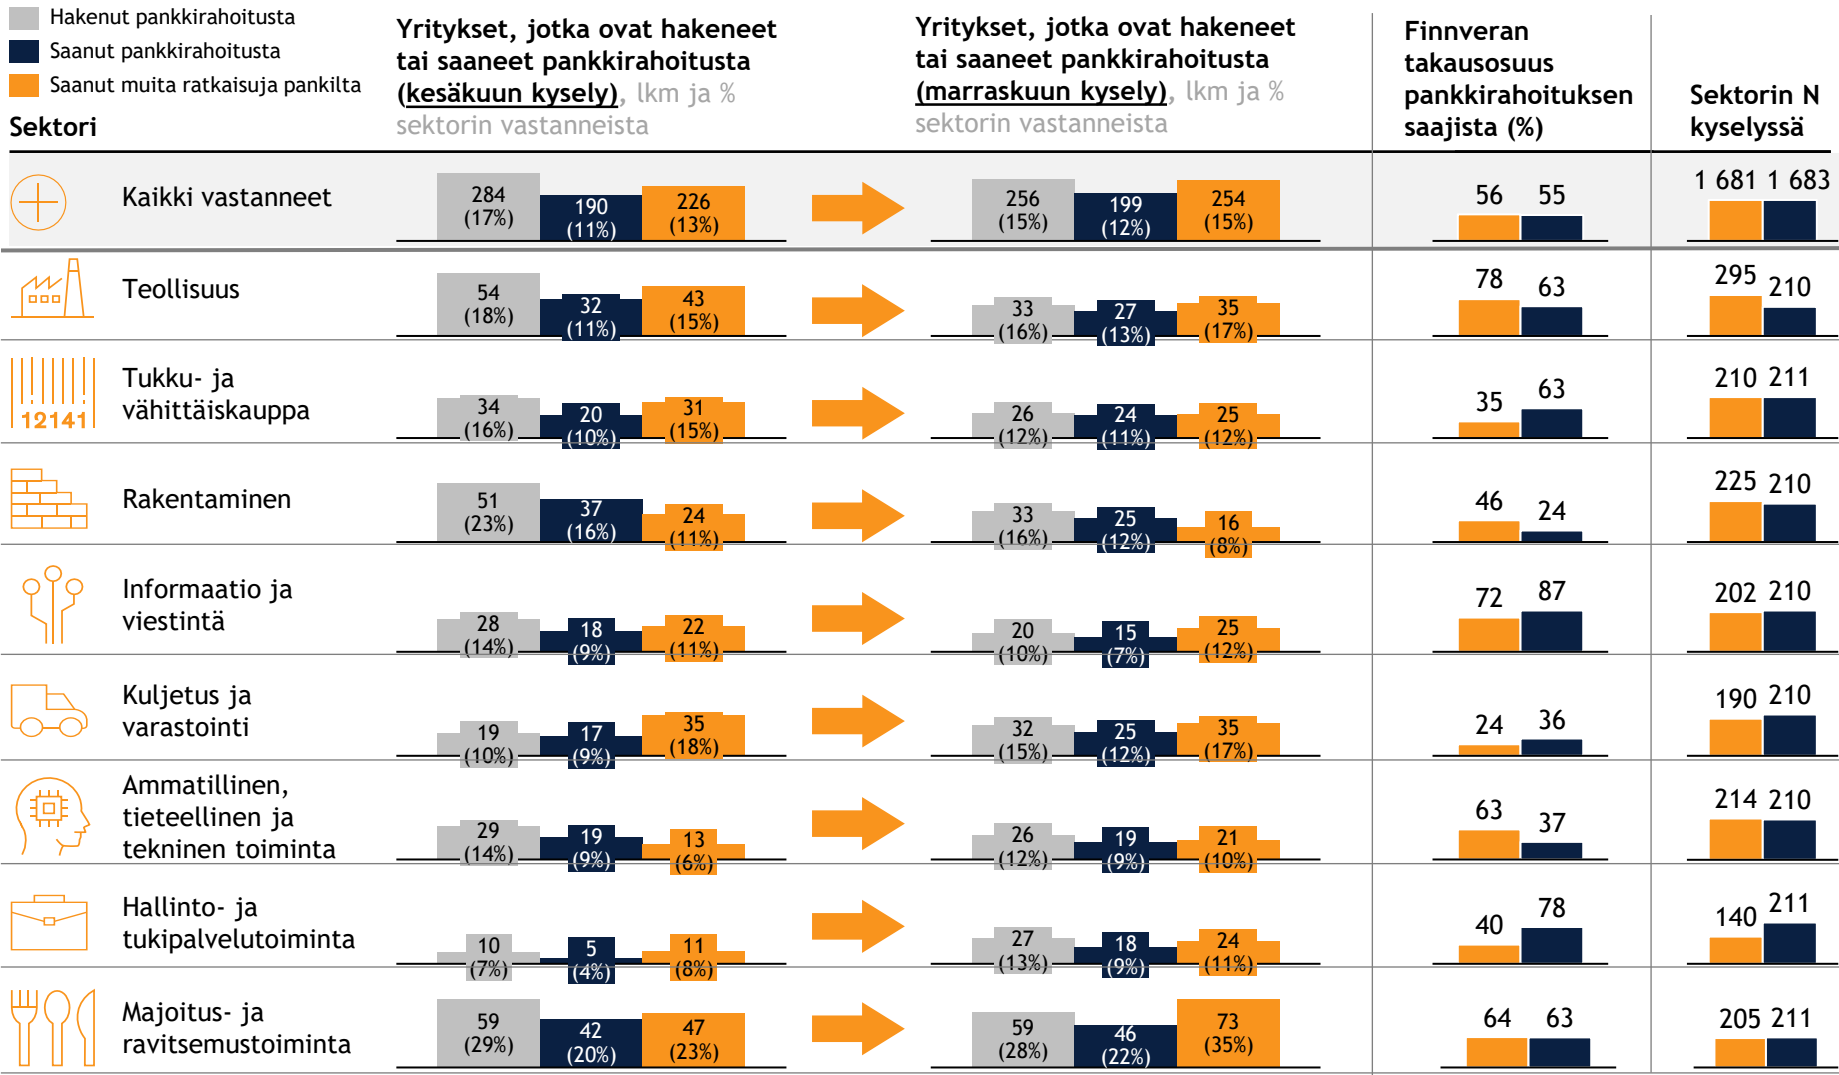 Hakenut pankkirahoitusta
Saanut pankkirahoitusta
Saanut muita ratkaisuja pankilta
Sektori
Yritykset, jotka ovat hakeneet
tai saaneet pankkirahoitusta
(kesäkuun kysely), lkm ja %
sektorin vastanneista
Yritykset, jotka ovat hakeneet
tai saaneet pankkirahoitusta
(marraskuun kysely), lkm ja %
sektorin vastanneista
Finnveran
takausosuus
pankkirahoituksen
saajista (%)
Sektorin N
kyselyssä
Kaikki vastanneet
284 190 226 256 199 254 56 55 1 681 1 683
(17%) (11%) (13%) (15%) (12%) (15%)
Teollisuus
54 32 43 33 27 35 78 63 295 210
(18%) (11%) (15%) (16%) (13%) (17%)
12141
Tukku- ja
vähittäiskauppa
34 20 31 26 24 25 35 63 210 211
(16%) (10%) (15%) (12%) (11%) (12%)
Rakentaminen
51 37 24 33 25 16 46 24 225 210
(23%) (16%) (11%) (16%) (12%) (8%)
Informaatio ja
viestintä
28 18 22 20 15 25 72 87 202 210
(14%) (9%) (11%) (10%) (7%) (12%)
Kuljetus ja
varastointi
19 17 35 32 25 35 24 36 190 210
(10%) (9%) (18%) (15%) (12%) (17%)
Ammatillinen,
tieteellinen ja
tekninen toiminta
29 19 13 26 19 21 63 37 214 210
(14%) (9%) (6%) (12%) (9%) (10%)
Hallinto- ja
tukipalvelutoiminta
10 5 11 27 18 24 40 78 140 211
(7%) (4%) (8%) (13%) (9%) (11%)
Majoitus- ja
ravitsemustoiminta
59 42 47 59 46 73 64 63 205 211
(29%) (20%) (23%) (28%) (22%) (35%)